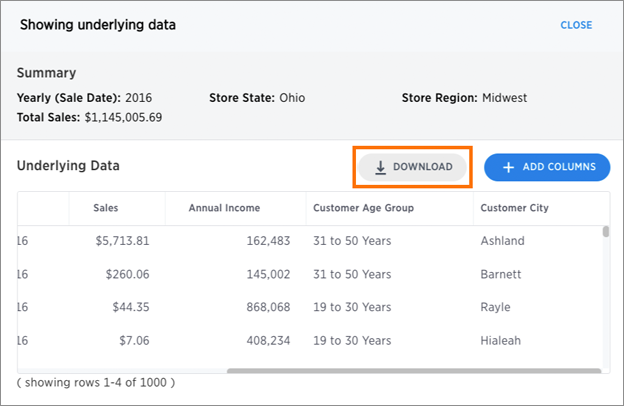 Showing underlying data CLOSE
Summary
Yearly (Sale Date): 2016 Store State: Ohio Store Region: Midwest
Total Sales: $1,145,005.69
Underlying Data DOWNLOAD + ADD COLUMNS
Sales Annual Income Customer Age Group Customer City
16 $5,713.81 162,483 31 to 50 Years Ashland
16 $260.06 145,002 31 to 50 Years Barnett
16 $44.35 868,068 19 to 30 Years Rayle
16 $7.06 408,234 19 to 30 Years Hialeah
( showing rows 1-4 of 1000 )